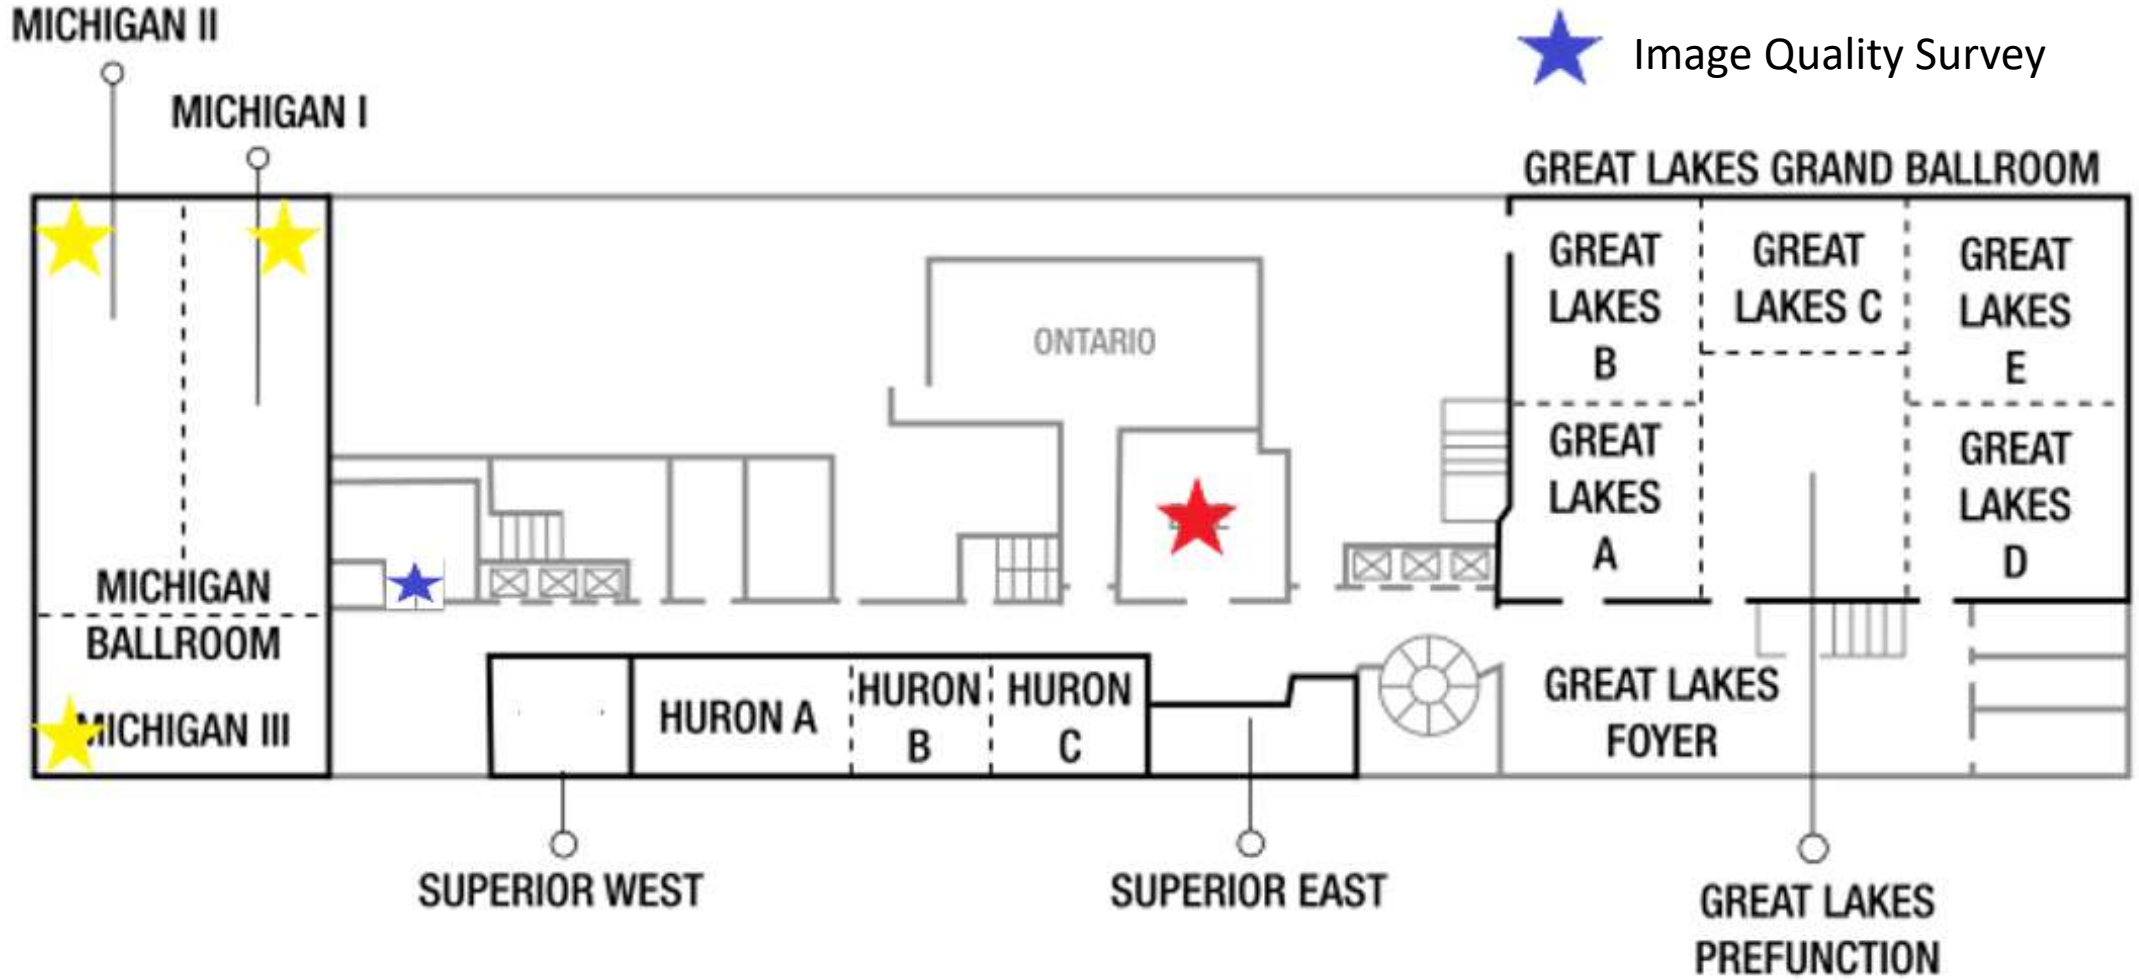 MICHIGAN II
MICHIGAN I
Image Quality Survey
GREAT LAKES GRAND BALLROOM
GREAT
LAKES
B
GREAT
LAKES C
GREAT
LAKES
E
ONTARIO
GREAT
LAKES
A
GREAT
LAKES
D
MICHIGAN
BALLROOM
MICHIGAN III
HURON A
HURON
B
HURON
C
GREAT LAKES
FOYER
SUPERIOR WEST
SUPERIOR EAST
GREAT LAKES
PREFUNCTION